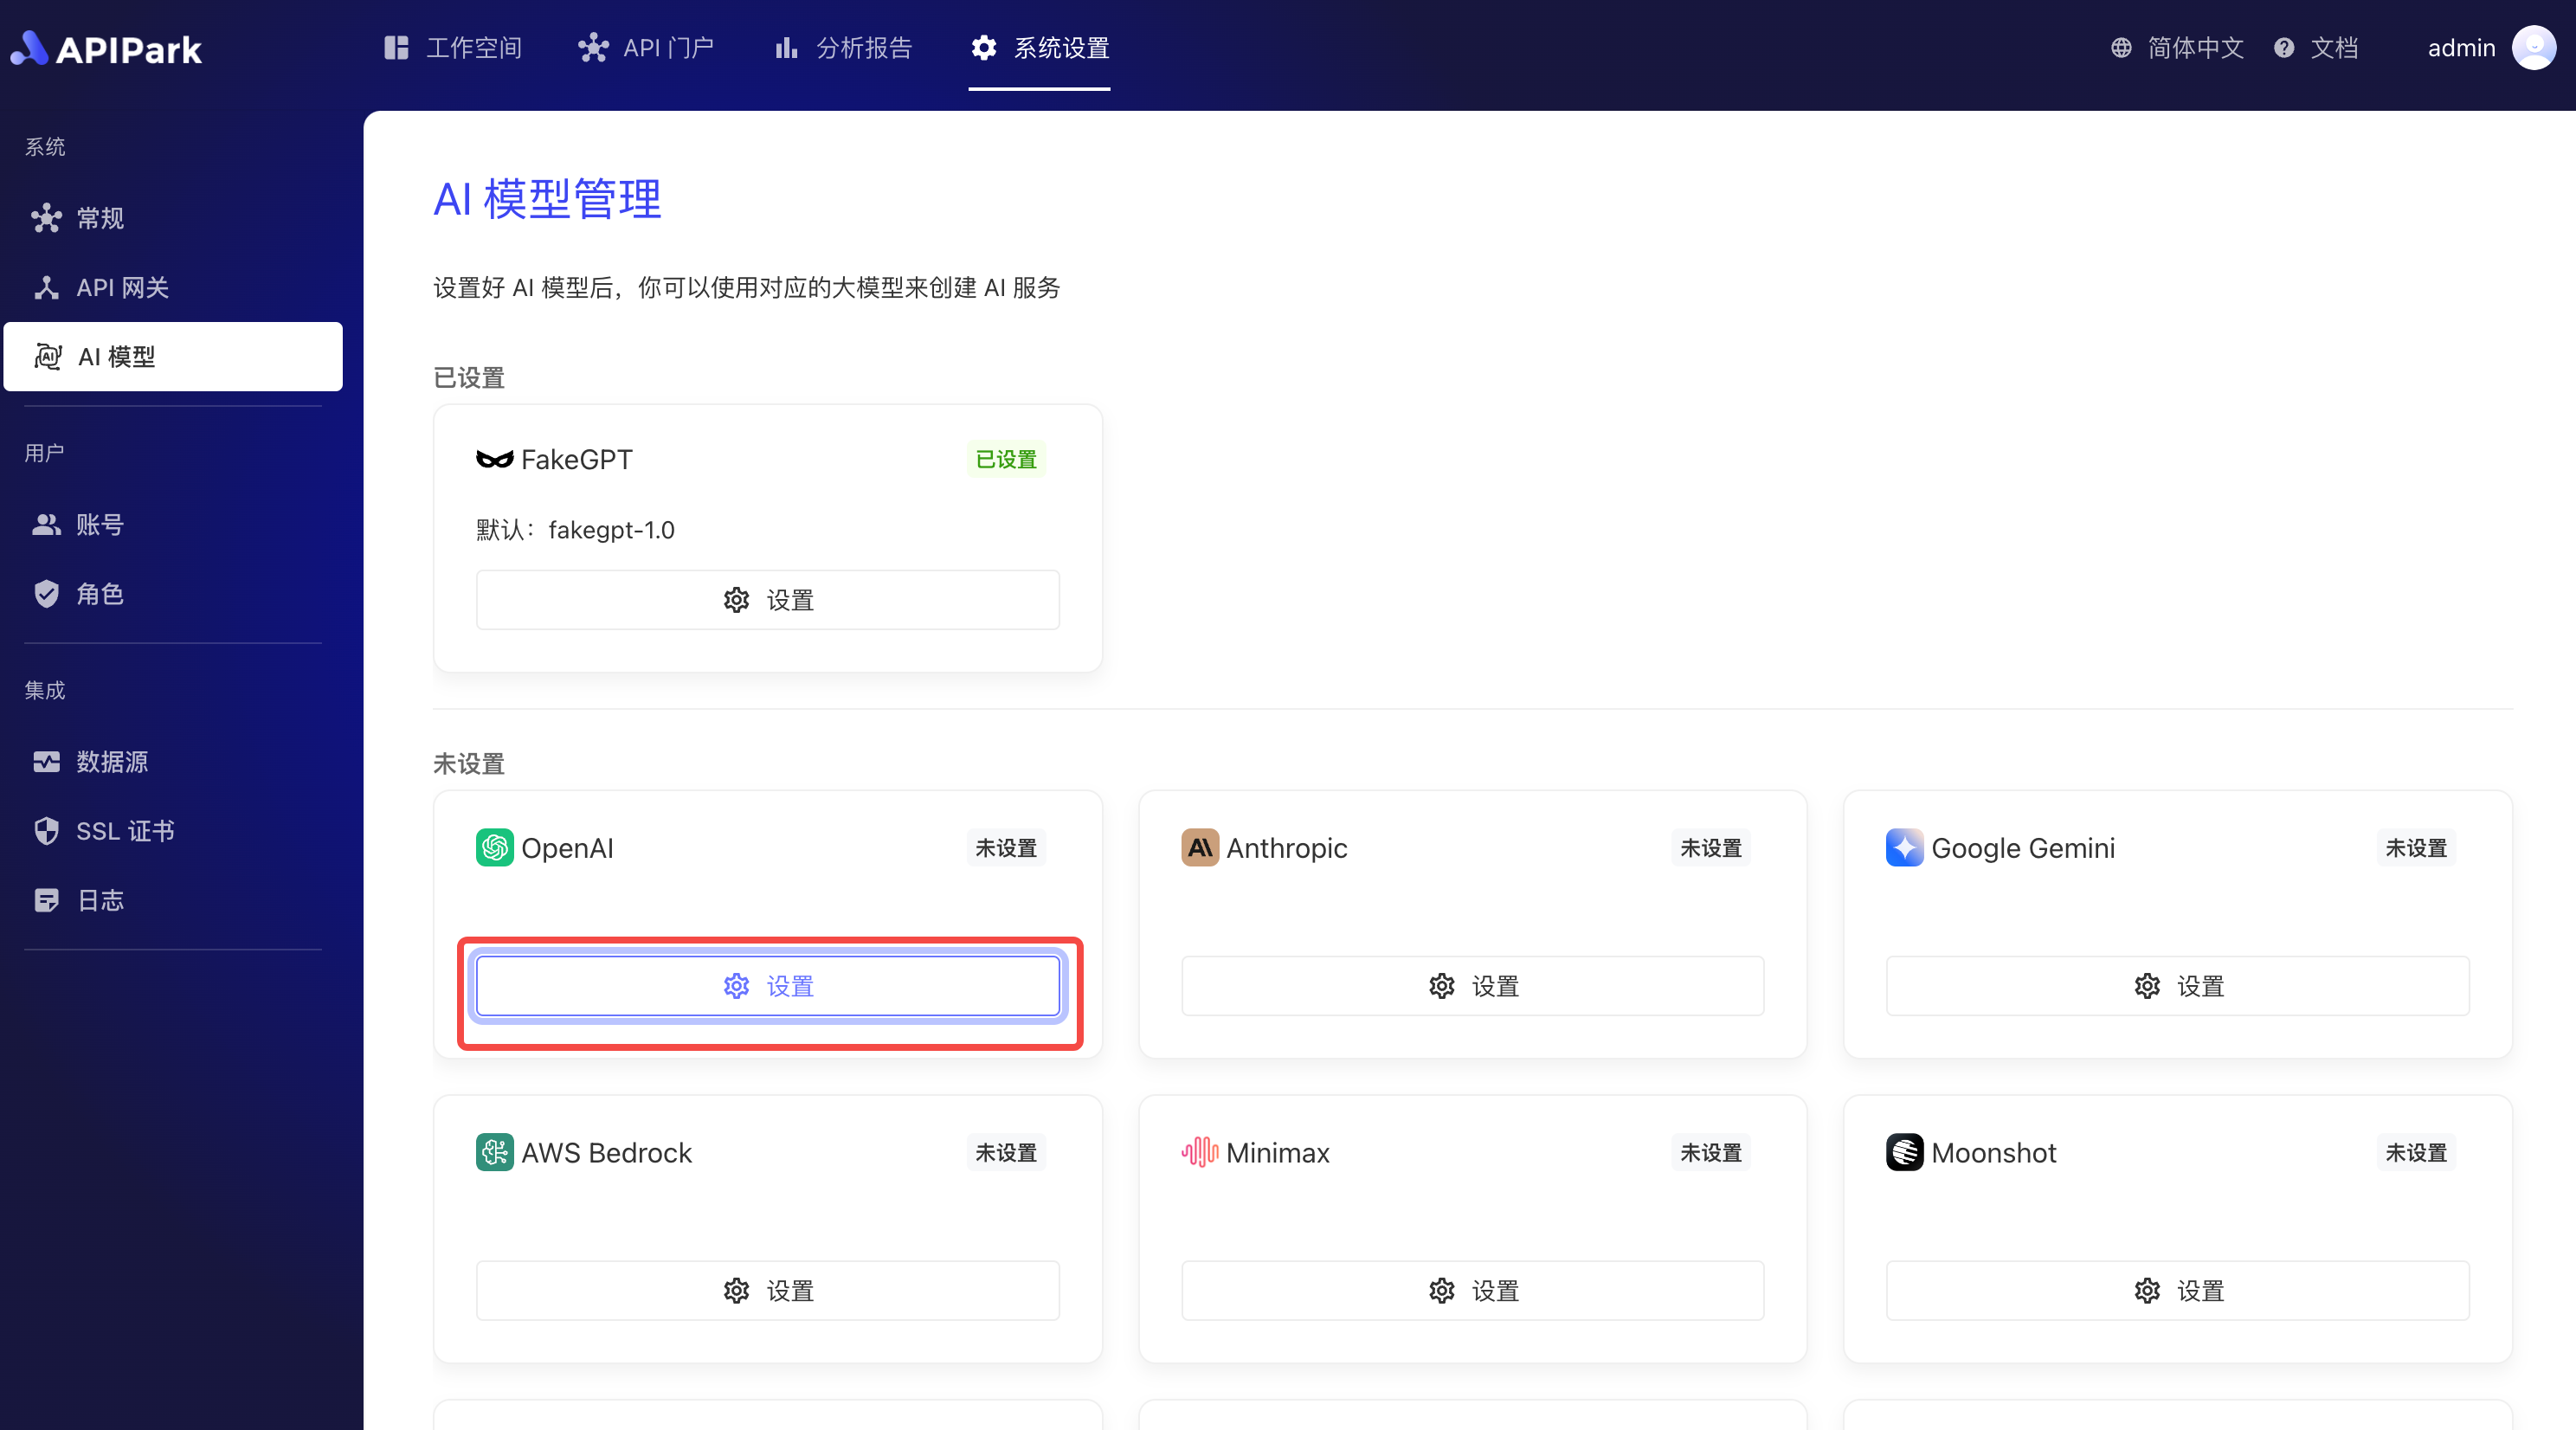 APIPark
工作空间
API 门户
分析报告
系统设置
简体中文
文档
admin
系统
常规
API 网关
AI 模型
用户
账号
角色
集成
数据源
SSL 证书
日志
AI 模型管理
设置好 AI 模型后，你可以使用对应的大模型来创建 AI 服务
已设置
FakeGPT
已设置
默认：fakegpt-1.0
设置
未设置
OpenAI
未设置
设置
Anthropic
未设置
设置
Google Gemini
未设置
设置
AWS Bedrock
未设置
设置
Minimax
未设置
设置
Moonshot
未设置
设置